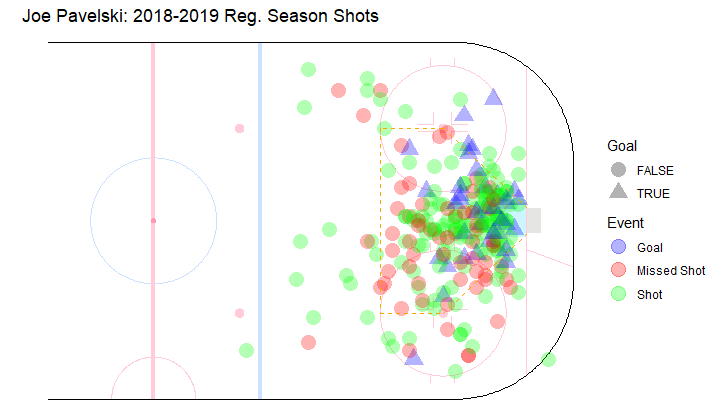 Joe Pavelski: 2018-2019 Reg. Season Shots
Goal
FALSE
TRUE
Event
Goal
Missed Shot
Shot